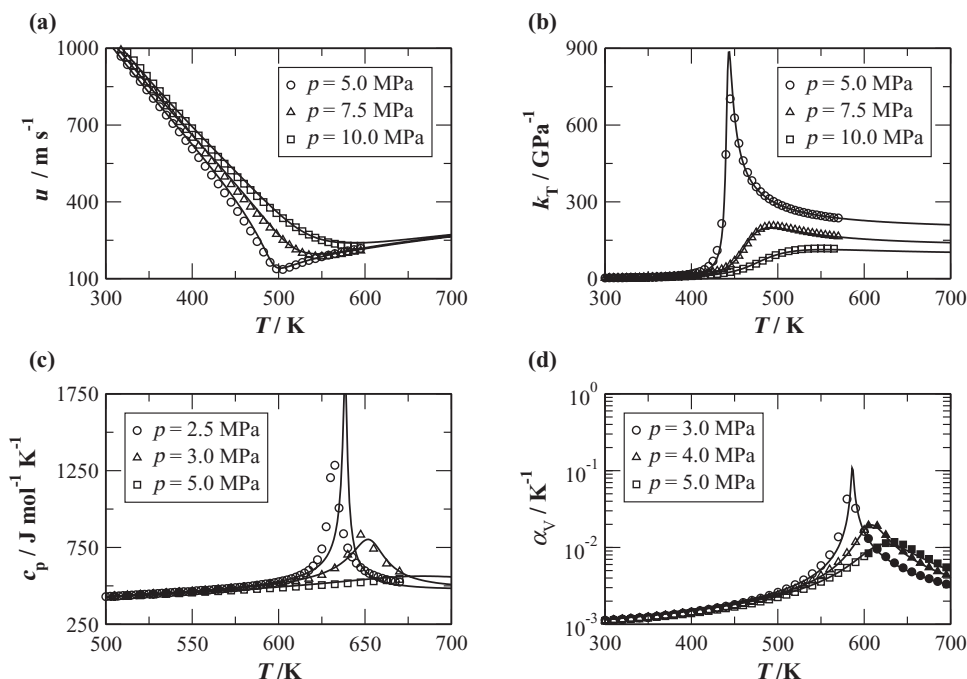 (a)
1000
700
400
100
u / m s⁻¹
p = 5.0 MPa
p = 7.5 MPa
p = 10.0 MPa
300 400 500 600 700
T / K
(b)
900
600
300
0
k_T / GPa⁻¹
p = 5.0 MPa
p = 7.5 MPa
p = 10.0 MPa
300 400 500 600 700
T / K
(c)
1750
1250
750
250
c_p / J mol⁻¹ K⁻¹
p = 2.5 MPa
p = 3.0 MPa
p = 5.0 MPa
500 550 600 650 700
T / K
(d)
10⁰
10⁻¹
10⁻²
10⁻³
α_V / K⁻¹
p = 3.0 MPa
p = 4.0 MPa
p = 5.0 MPa
300 400 500 600 700
T / K